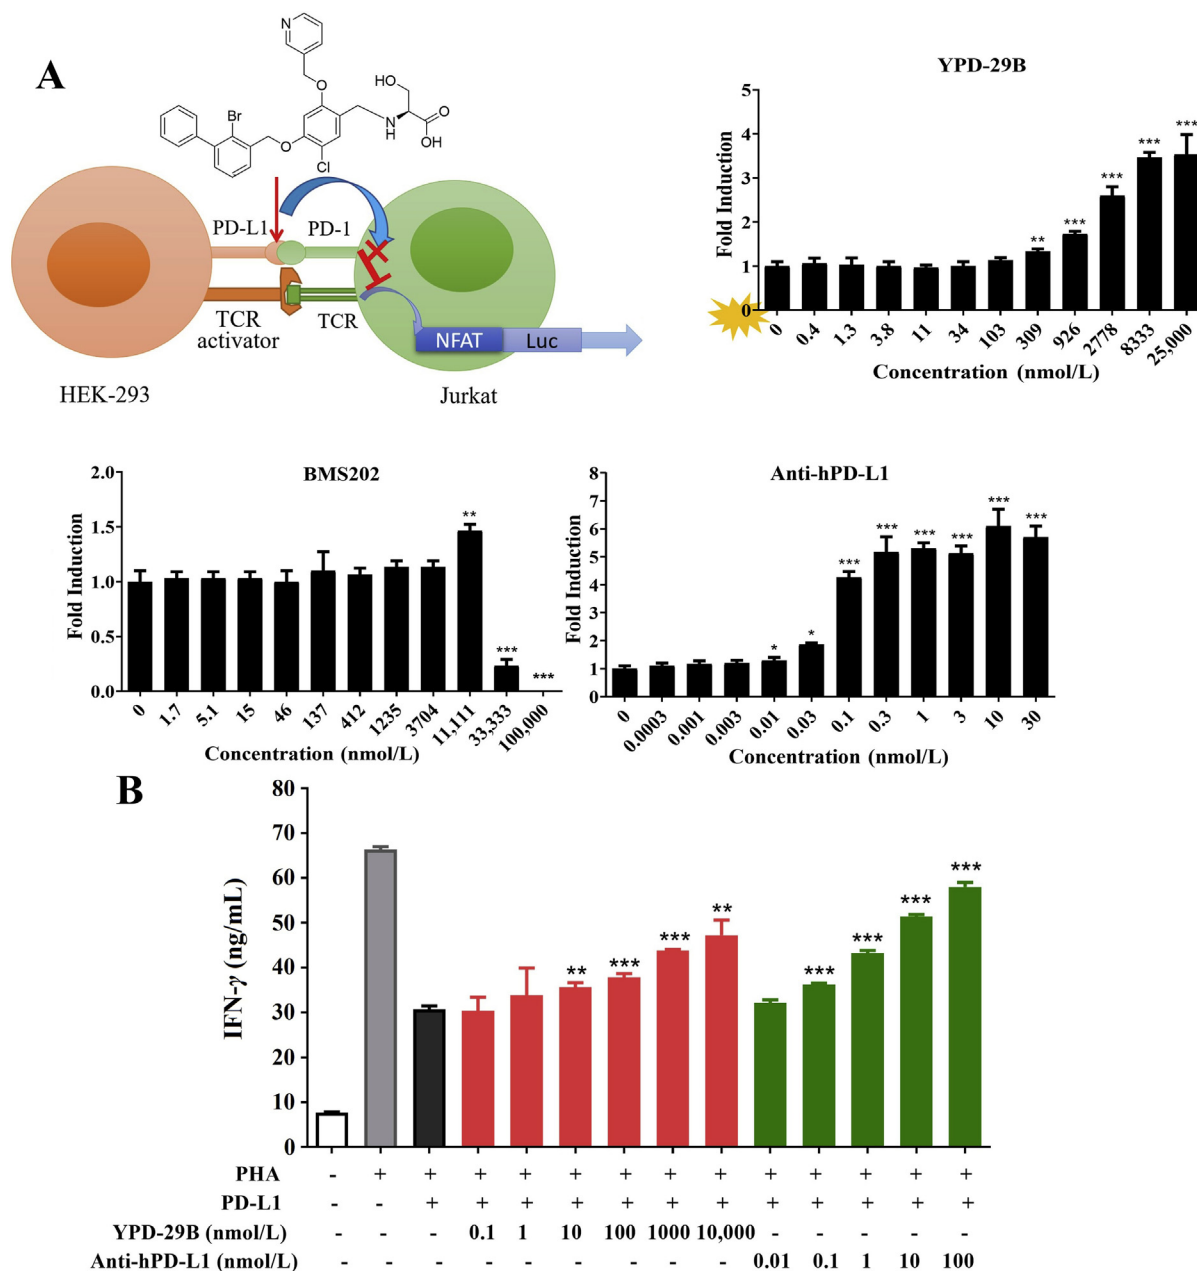 A
N
O
HO
Br
O
N
H
O
OH
Cl
PD-L1 PD-1
TCR
activator
TCR
NFAT Luc
HEK-293
Jurkat
YPD-29B
Fold Induction
5
4
3
2
1
0
*** *** *** *** **
0 0.4 1.3 3.8 11 34 103 309 926 2778 8333 25,000
Concentration (nmol/L)
BMS202
Fold Induction
2.0
1.5
1.0
0.5
0.0
** *** ***
0 1.7 5.1 15 46 137 412 1235 3704 11,111 33,333 100,000
Concentration (nmol/L)
Anti-hPD-L1
Fold Induction
8
6
4
2
1
0
* * *** *** *** *** *** ***
0 0.0003 0.001 0.003 0.01 0.03 0.1 0.3 1 3 10 30
Concentration (nmol/L)
B
IFN-γ (ng/mL)
80
70
60
50
40
30
20
10
0
** *** *** ** *** *** *** ***
PHA - + + + + + + + + + + + + +
PD-L1 - - + + + + + + + + + + + +
YPD-29B (nmol/L) - - - 0.1 1 10 100 1000 10,000 - - - - -
Anti-hPD-L1 (nmol/L) - - - - - - - - - 0.01 0.1 1 10 100